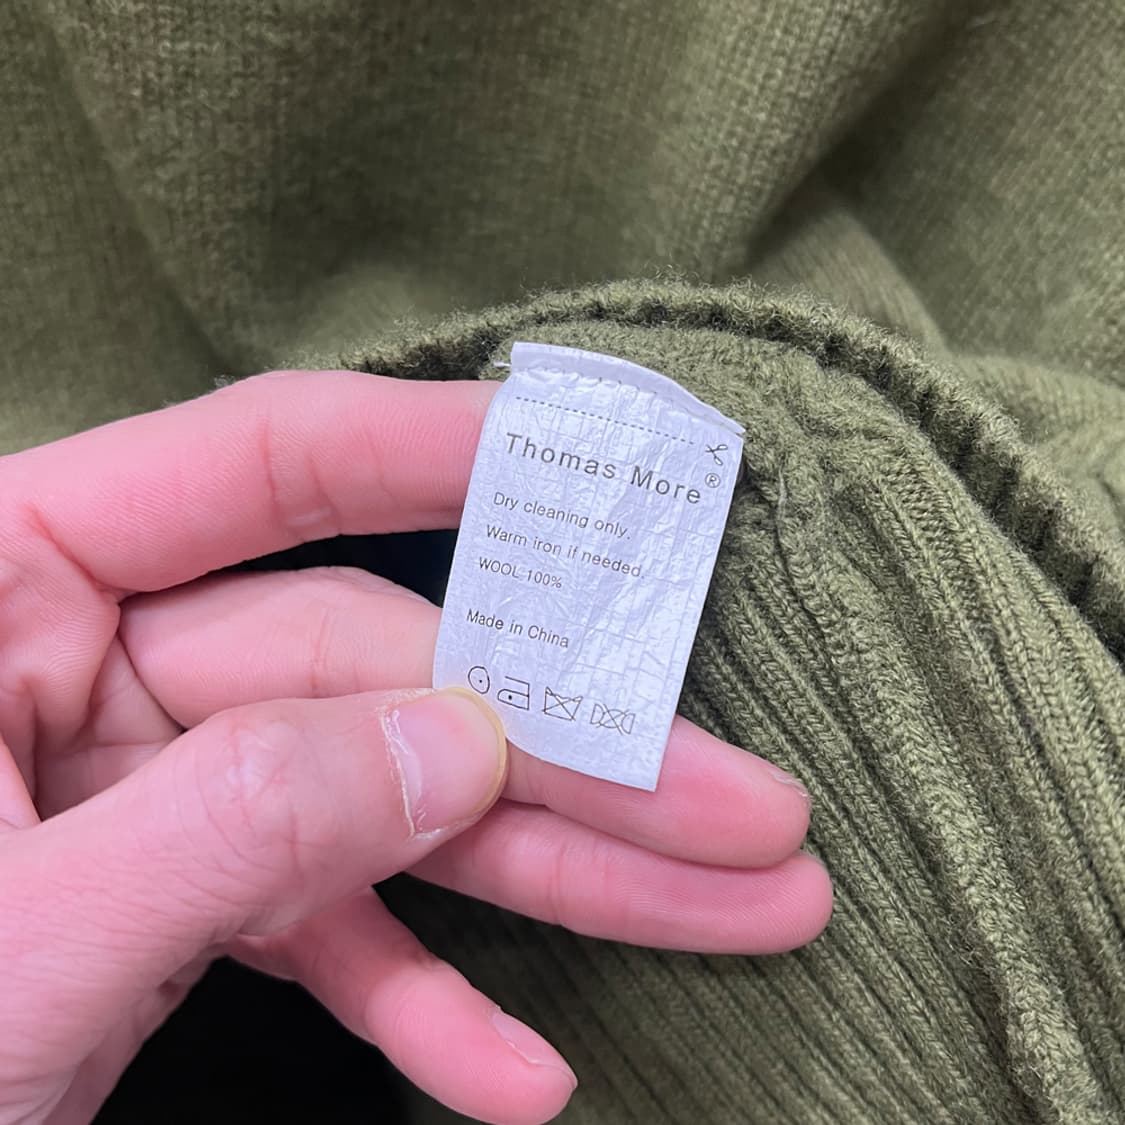 Thomas More®
Dry cleaning only.
Warm iron if needed.
WOOL 100%
Made in China